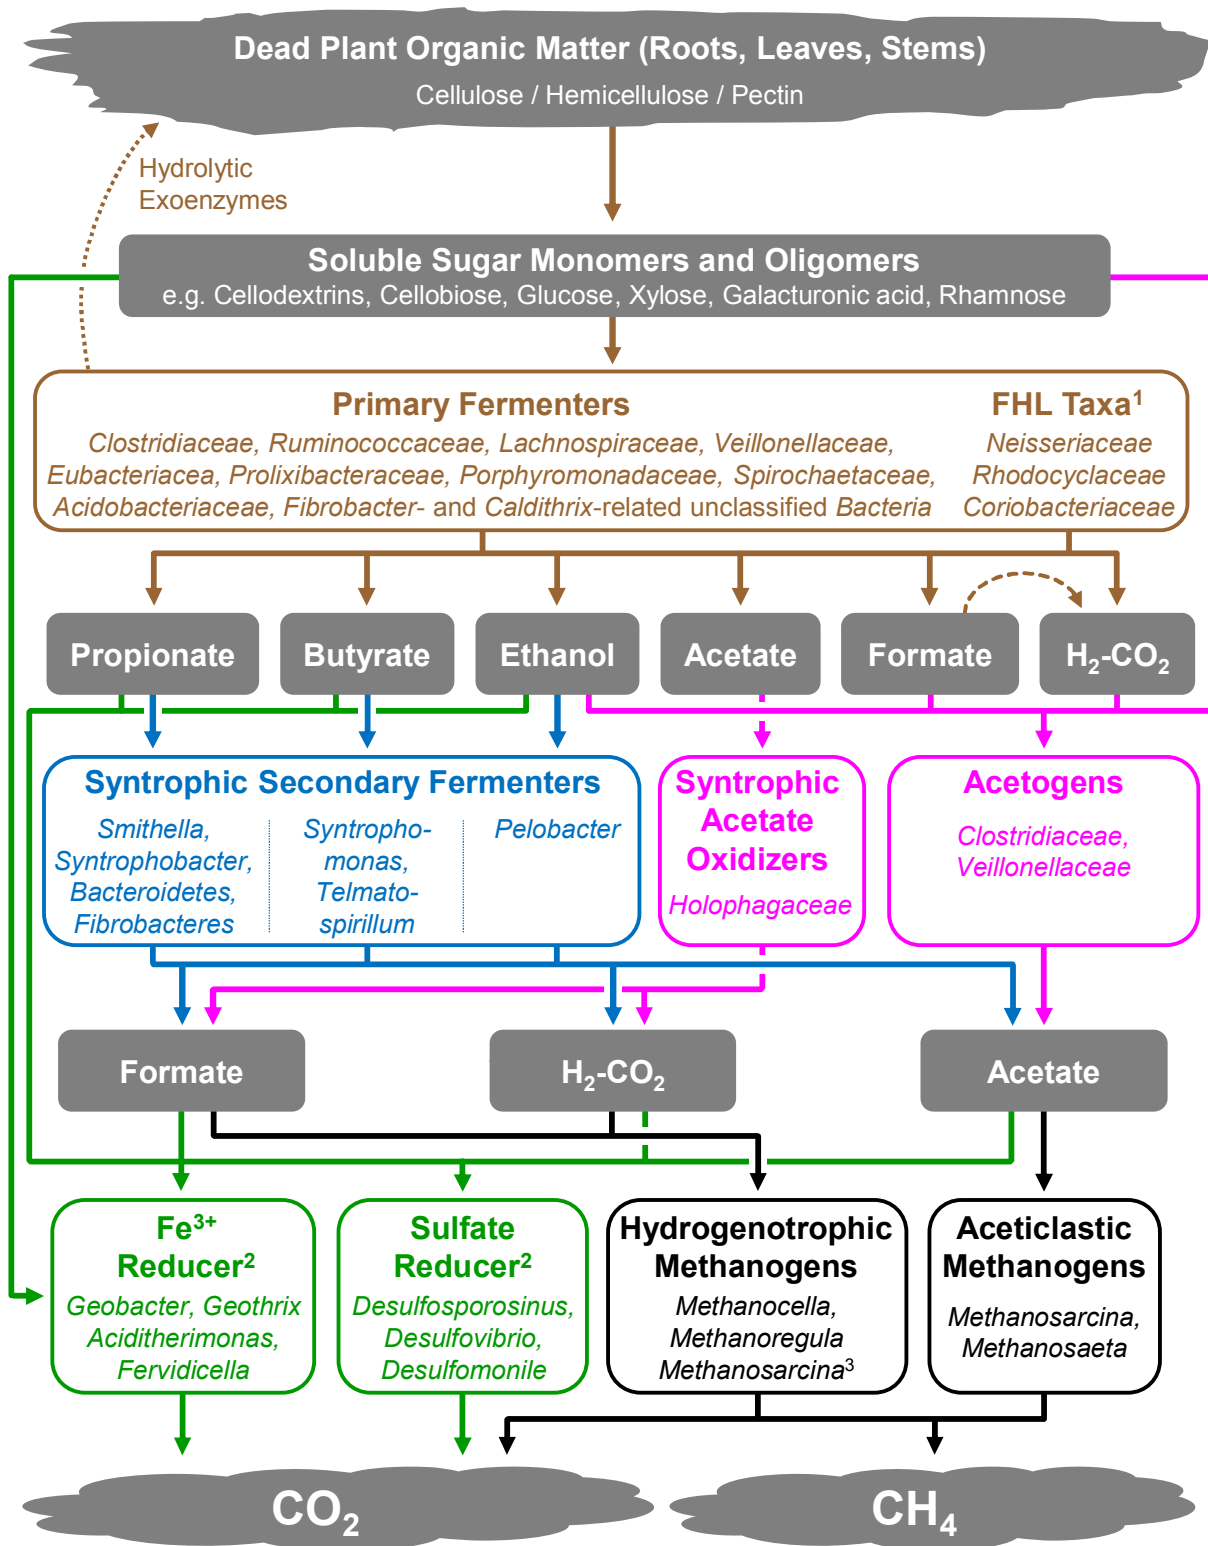 Dead Plant Organic Matter (Roots, Leaves, Stems)
Cellulose / Hemicellulose / Pectin
Hydrolytic
Exoenzymes
Soluble Sugar Monomers and Oligomers
e.g. Cellodextrins, Cellobiose, Glucose, Xylose, Galacturonic acid, Rhamnose
Primary Fermenters
Clostridiaceae, Ruminococcaceae, Lachnospiraceae, Veillonellaceae,
Eubacteriacea, Prolixibacteraceae, Porphyromonadaceae, Spirochaetaceae,
Acidobacteriaceae, Fibrobacter- and Caldithrix-related unclassified Bacteria
FHL Taxa¹
Neisseriaceae
Rhodocyclaceae
Coriobacteriaceae
Propionate
Butyrate
Ethanol
Acetate
Formate
H₂-CO₂
Syntrophic Secondary Fermenters
Smithella,
Syntrophobacter,
Bacteroidetes,
Fibrobacteres
Syntropho-
monas,
Telmato-
spirillum
Pelobacter
Syntrophic
Acetate
Oxidizers
Holophagaceae
Acetogens
Clostridiaceae,
Veillonellaceae
Formate
H₂-CO₂
Acetate
Fe³⁺
Reducer²
Geobacter, Geothrix
Aciditherimonas,
Fervidicella
Sulfate
Reducer²
Desulfosporosinus,
Desulfovibrio,
Desulfomonile
Hydrogenotrophic
Methanogens
Methanocella,
Methanoregula
Methanosarcina³
Aceticlastic
Methanogens
Methanosarcina,
Methanosaeta
CO₂
CH₄